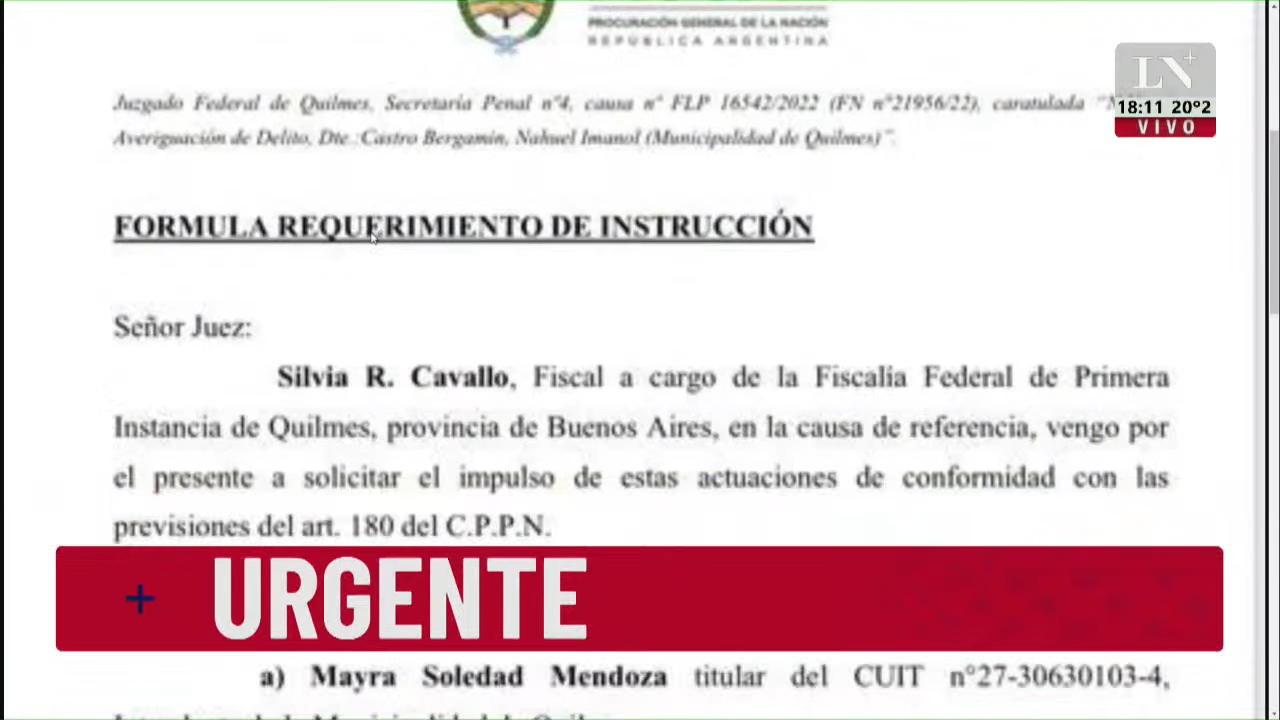 PROCURACIÓN GENERAL DE LA NACIÓN
REPÚBLICA ARGENTINA
LN+
18:11 20º2
VIVO
Juzgado Federal de Quilmes, Secretaría Penal nº4, causa nº FLP 16542/2022 (FN nº21956/22), caratulada
Averiguación de Delito, Dte.:Castro Bergamin, Nahuel Imanol (Municipalidad de Quilmes)".
FORMULA REQUERIMIENTO DE INSTRUCCIÓN
Señor Juez:
Silvia R. Cavallo, Fiscal a cargo de la Fiscalía Federal de Primera
Instancia de Quilmes, provincia de Buenos Aires, en la causa de referencia, vengo por
el presente a solicitar el impulso de estas actuaciones de conformidad con las
previsiones del art. 180 del C.P.P.N.
+ URGENTE
a) Mayra Soledad Mendoza titular del CUIT nº27-30630103-4,